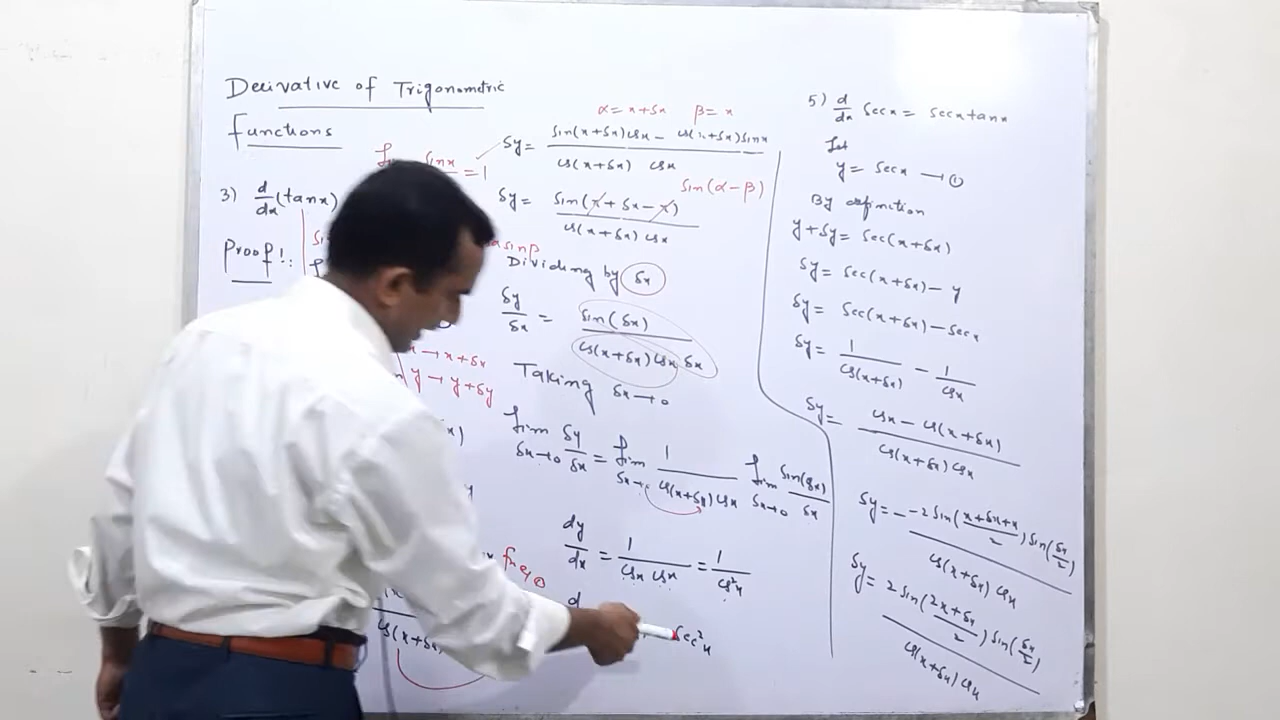 Derivative of Trigonometric
Functions
3) d/dx (tanx)
Proof!:
sinx
= 1
x → x+δx
y → y+δy
from ①
α = x+δx β = x
δy = sin(x+δx)cosx - cos(x+δx)sinx / cos(x+δx) cosx
sin(α-β)
δy = sin(x+δx-x) / cos(x+δx) cosx
Dividing by δx
δy/δx = sin(δx) / cos(x+δx) cosx δx
Taking δx→0
lim δx→0 δy/δx = lim δx→0 1 / cos(x+δx) cosx lim δx→0 sin(δx)/δx
dy/dx = 1 / cosx cosx = 1 / cos²x
d
sec²x
cos(x+δx)
5) d/dx secx = secx tanx
Let
y = secx → ①
By definition
y+δy = sec(x+δx)
δy = sec(x+δx) - y
δy = sec(x+δx) - secx
δy = 1 / cos(x+δx) - 1 / cosx
δy = cosx - cos(x+δx) / cos(x+δx) cosx
δy = - -2 sin(x+δx+x / 2) sin(δx/2) / cos(x+δx) cosx
δy = 2 sin(2x+δx / 2) sin(δx/2) / cos(x+δx) cosx